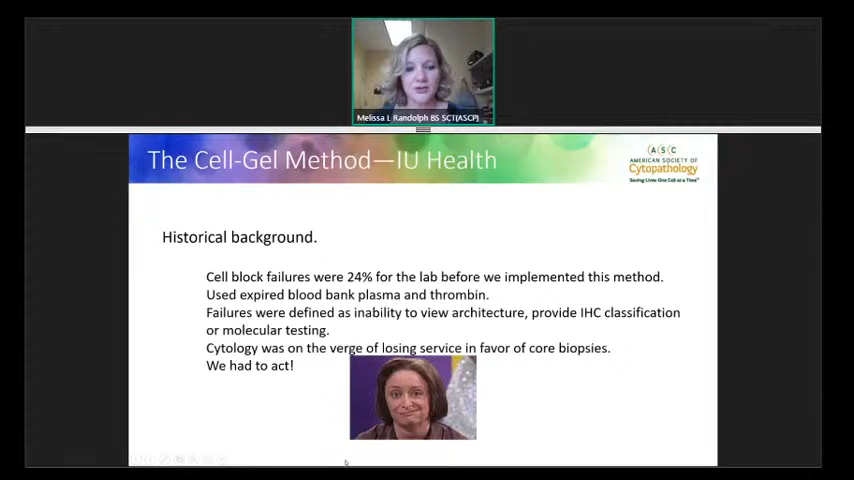 Melissa L Randolph BS SCT(ASCP)
The Cell-Gel Method—IU Health
ASC
AMERICAN SOCIETY OF
Cytopathology
Saving Lives One Cell at a Time™
Historical background.
Cell block failures were 24% for the lab before we implemented this method.
Used expired blood bank plasma and thrombin.
Failures were defined as inability to view architecture, provide IHC classification
or molecular testing.
Cytology was on the verge of losing service in favor of core biopsies.
We had to act!